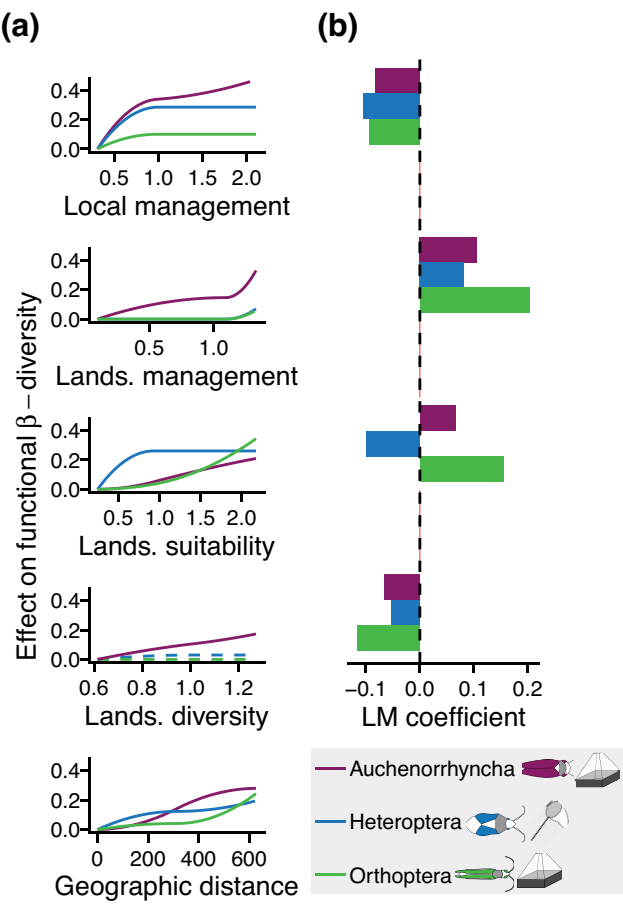 (a)
(b)
Effect on functional β−diversity
0.4
0.2
0.0
0.5 1.0 1.5 2.0
Local management
0.4
0.2
0.0
0.5 1.0
Lands. management
0.4
0.2
0.0
0.5 1.0 1.5 2.0
Lands. suitability
0.4
0.2
0.0
0.6 0.8 1.0 1.2
Lands. diversity
0.4
0.2
0.0
0 200 400 600
Geographic distance
−0.1 0.0 0.1 0.2
LM coefficient
Auchenorrhyncha
Heteroptera
Orthoptera